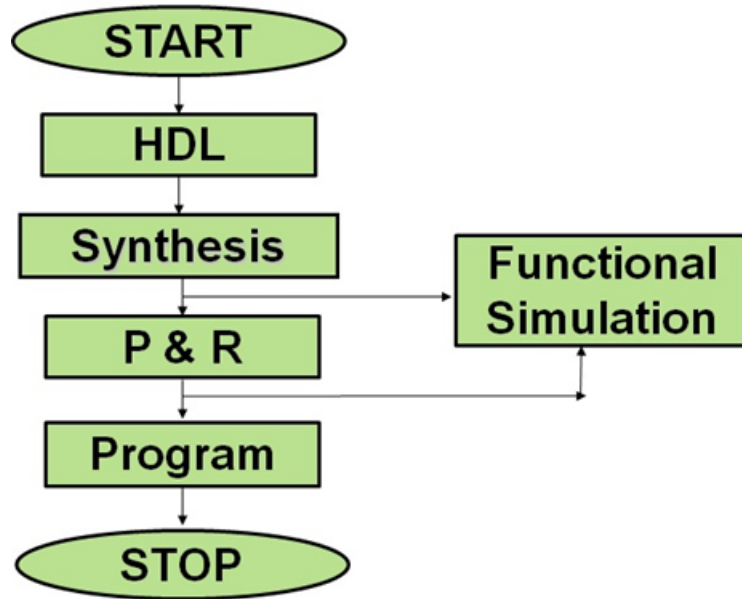 START
HDL
Synthesis
Functional
Simulation
P & R
Program
STOP